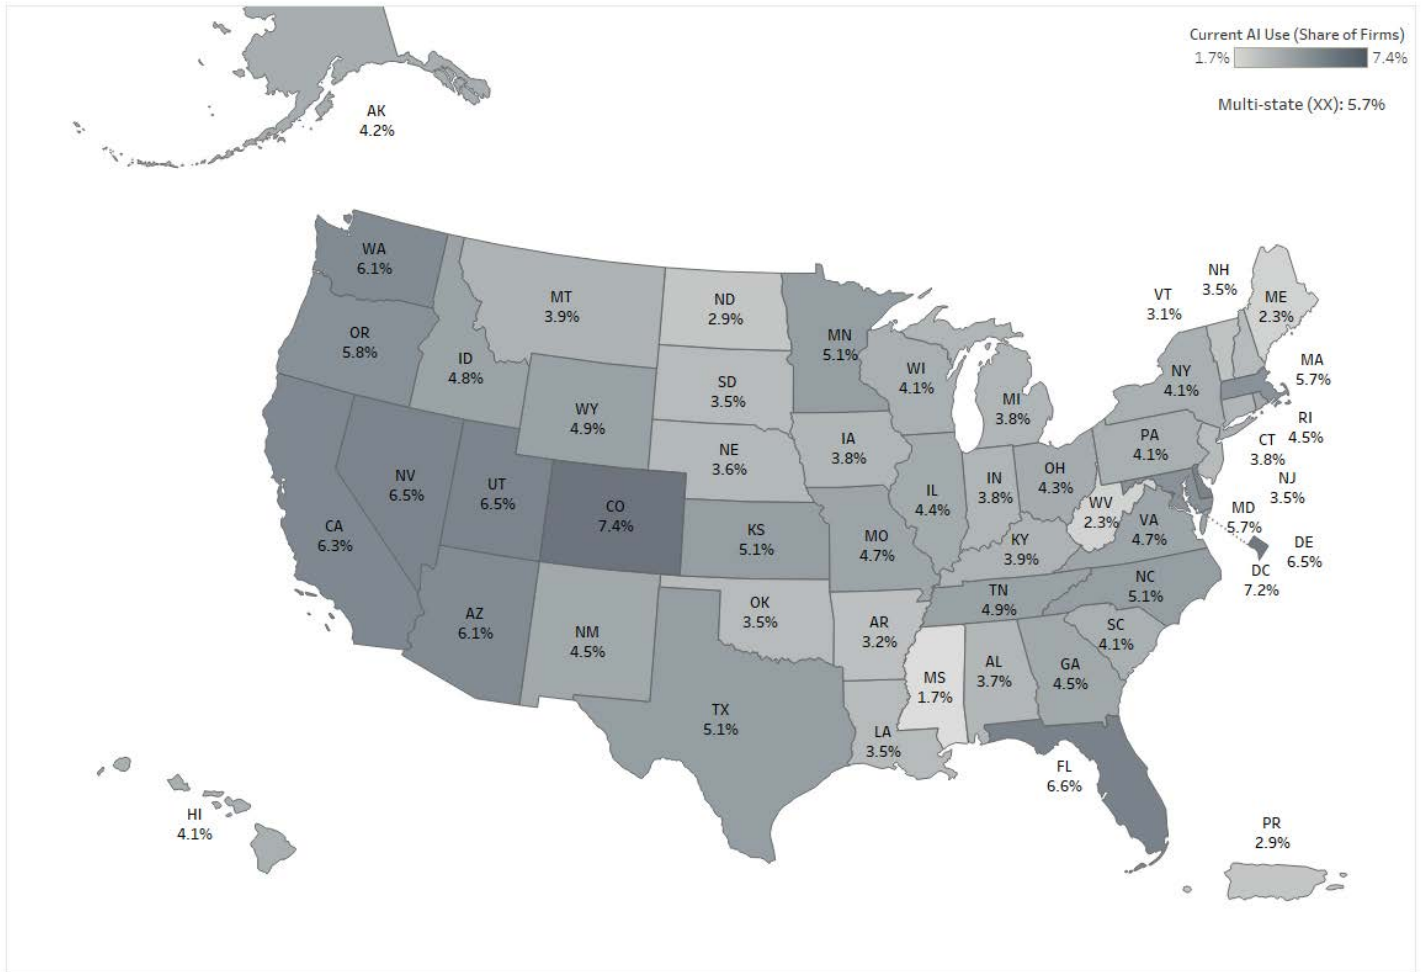 Current AI Use (Share of Firms)
1.7% 7.4%
Multi-state (XX): 5.7%
AK
4.2%
WA
6.1%
OR
5.8%
ID
4.8%
MT
3.9%
ND
2.9%
MN
5.1%
WI
4.1%
MI
3.8%
VT
3.1%
NH
3.5%
ME
2.3%
MA
5.7%
RI
4.5%
CT
3.8%
NJ
3.5%
NY
4.1%
PA
4.1%
SD
3.5%
WY
4.9%
NE
3.6%
IA
3.8%
IL
4.4%
IN
3.8%
OH
4.3%
WV
2.3%
VA
4.7%
MD
5.7%
DE
6.5%
DC
7.2%
CA
6.3%
NV
6.5%
UT
6.5%
CO
7.4%
KS
5.1%
MO
4.7%
KY
3.9%
TN
4.9%
NC
5.1%
SC
4.1%
AZ
6.1%
NM
4.5%
OK
3.5%
AR
3.2%
MS
1.7%
AL
3.7%
GA
4.5%
TX
5.1%
LA
3.5%
FL
6.6%
HI
4.1%
PR
2.9%